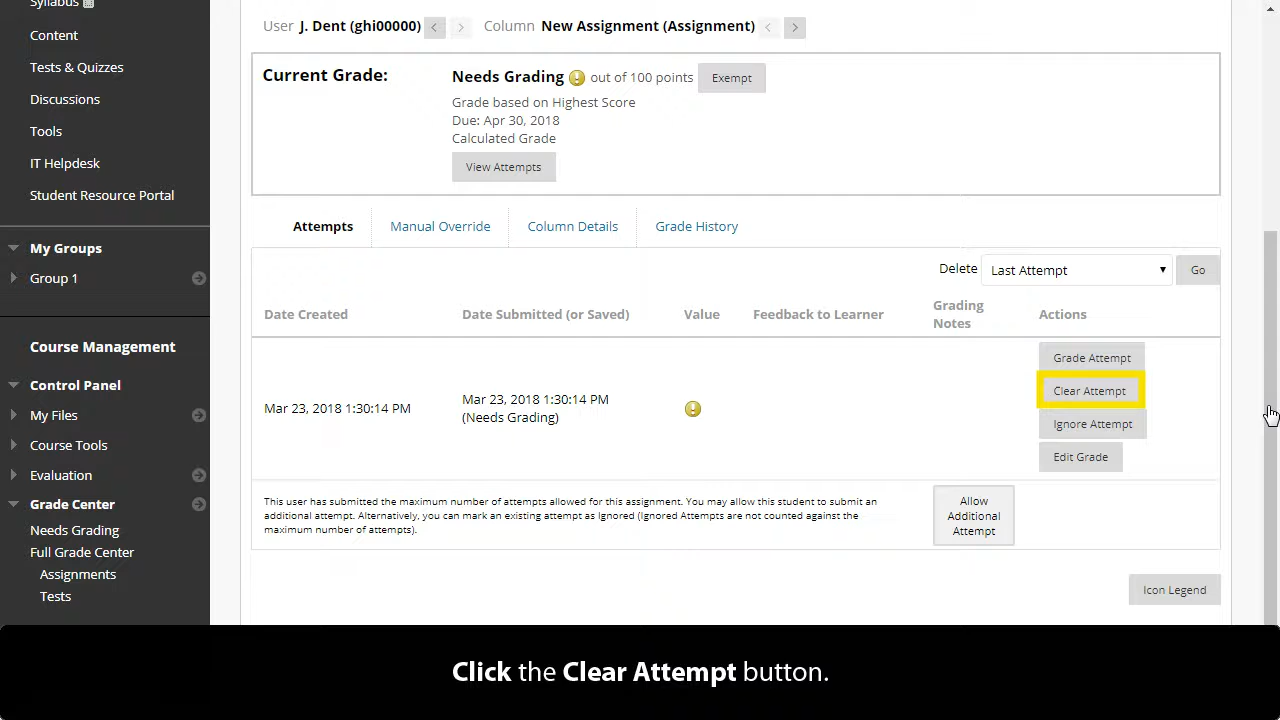 Syllabus
Content
Tests & Quizzes
Discussions
Tools
IT Helpdesk
Student Resource Portal
My Groups
Group 1
Course Management
Control Panel
My Files
Course Tools
Evaluation
Grade Center
Needs Grading
Full Grade Center
Assignments
Tests
User J. Dent (ghi00000) < > Column New Assignment (Assignment) < >
Current Grade:
Needs Grading ! out of 100 points Exempt
Grade based on Highest Score
Due: Apr 30, 2018
Calculated Grade
View Attempts
Attempts Manual Override Column Details Grade History
Delete Last Attempt Go
Date Created Date Submitted (or Saved) Value Feedback to Learner Grading Notes Actions
Mar 23, 2018 1:30:14 PM
Mar 23, 2018 1:30:14 PM
(Needs Grading)
!
Grade Attempt
Clear Attempt
Ignore Attempt
Edit Grade
This user has submitted the maximum number of attempts allowed for this assignment. You may allow this student to submit an
additional attempt. Alternatively, you can mark an existing attempt as Ignored (Ignored Attempts are not counted against the
maximum number of attempts).
Allow
Additional
Attempt
Icon Legend
Click the Clear Attempt button.